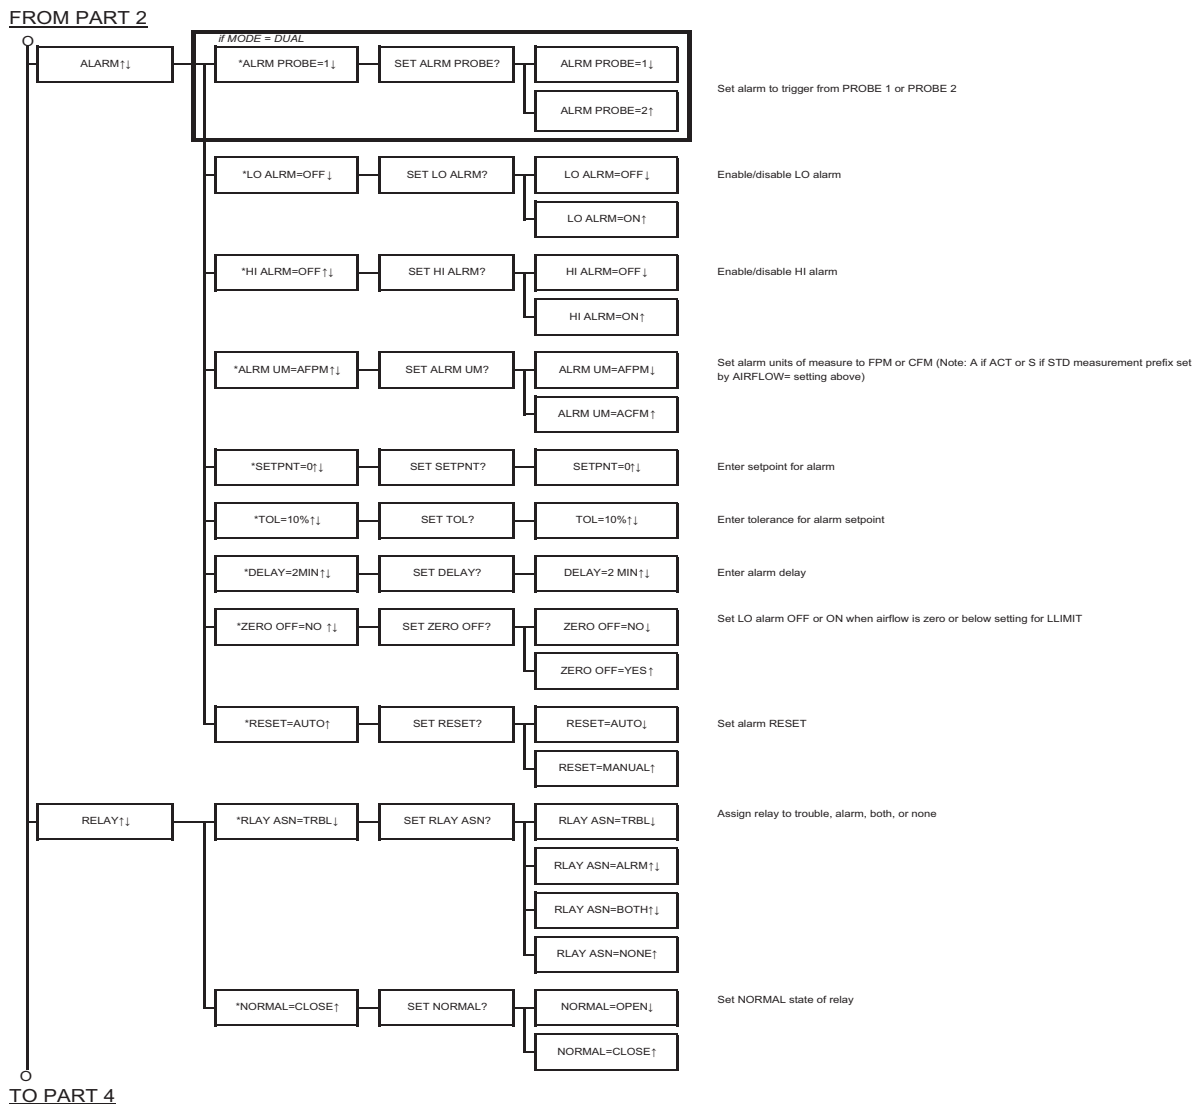 FROM PART 2
O
if MODE = DUAL
ALARM↑↓
*ALRM PROBE=1↓
SET ALRM PROBE?
ALRM PROBE=1↓
ALRM PROBE=2↑
Set alarm to trigger from PROBE 1 or PROBE 2
*LO ALRM=OFF↓
SET LO ALRM?
LO ALRM=OFF↓
LO ALRM=ON↑
Enable/disable LO alarm
*HI ALRM=OFF↑↓
SET HI ALRM?
HI ALRM=OFF↓
HI ALRM=ON↑
Enable/disable HI alarm
*ALRM UM=AFPM↑↓
SET ALRM UM?
ALRM UM=AFPM↓
ALRM UM=ACFM↑
Set alarm units of measure to FPM or CFM (Note: A if ACT or S if STD measurement prefix set
by AIRFLOW= setting above)
*SETPNT=0↑↓
SET SETPNT?
SETPNT=0↑↓
Enter setpoint for alarm
*TOL=10%↑↓
SET TOL?
TOL=10%↑↓
Enter tolerance for alarm setpoint
*DELAY=2MIN↑↓
SET DELAY?
DELAY=2 MIN↑↓
Enter alarm delay
*ZERO OFF=NO ↑↓
SET ZERO OFF?
ZERO OFF=NO↓
ZERO OFF=YES↑
Set LO alarm OFF or ON when airflow is zero or below setting for LLIMIT
*RESET=AUTO↑
SET RESET?
RESET=AUTO↓
RESET=MANUAL↑
Set alarm RESET
RELAY↑↓
*RLAY ASN=TRBL↓
SET RLAY ASN?
RLAY ASN=TRBL↓
RLAY ASN=ALRM↑↓
RLAY ASN=BOTH↑↓
RLAY ASN=NONE↑
Assign relay to trouble, alarm, both, or none
*NORMAL=CLOSE↑
SET NORMAL?
NORMAL=OPEN↓
NORMAL=CLOSE↑
Set NORMAL state of relay
O
TO PART 4